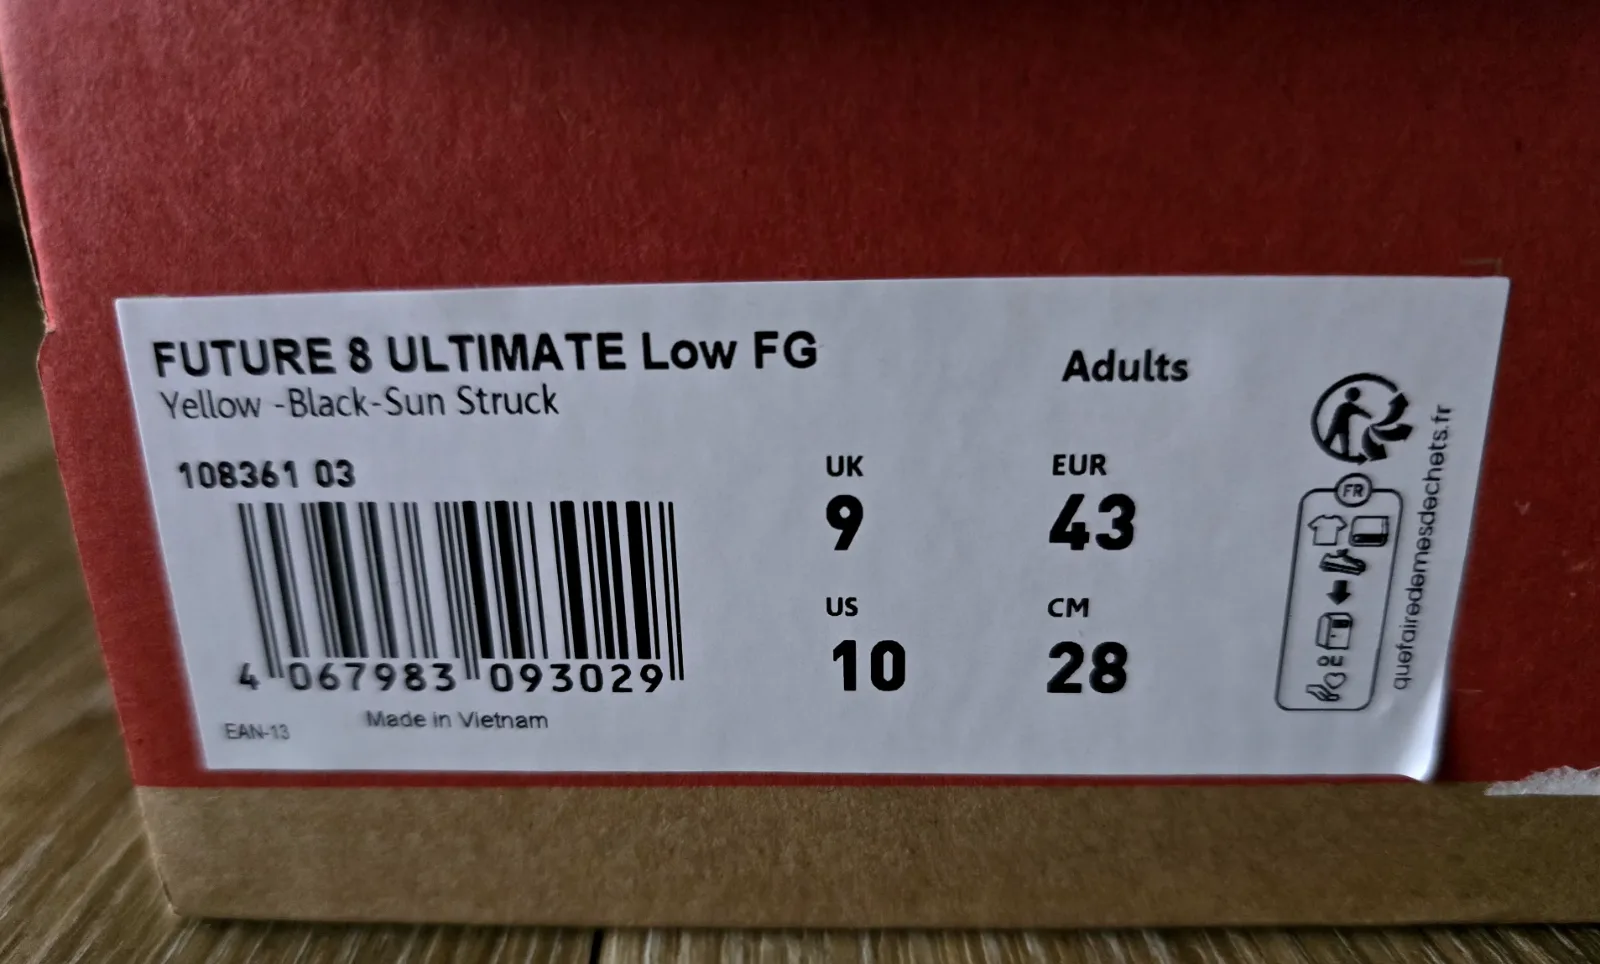 FUTURE 8 ULTIMATE Low FG
Yellow -Black-Sun Struck
Adults
108361 03
4 067983 093029
EAN-13
Made in Vietnam
UK
9
EUR
43
US
10
CM
28
FR
OU
quefairedemesdechets.fr